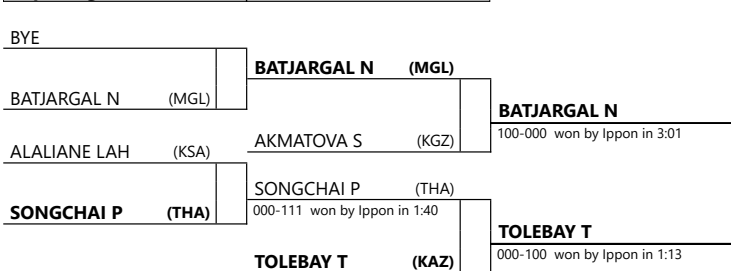 BYE
BATJARGAL N (MGL)
BATJARGAL N (MGL)
BATJARGAL N
100-000 won by Ippon in 3:01
AKMATOVA S (KGZ)
ALALIANE LAH (KSA)
SONGCHAI P (THA)
000-111 won by Ippon in 1:40
SONGCHAI P (THA)
TOLEBAY T
000-100 won by Ippon in 1:13
TOLEBAY T (KAZ)